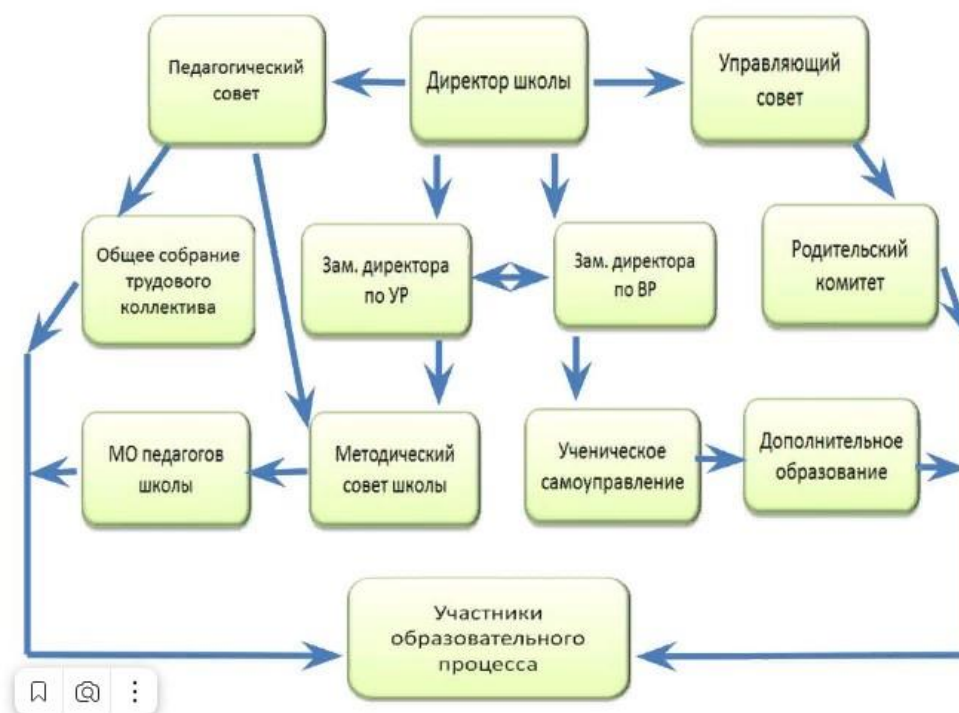 Педагогический
совет
Директор школы
Управляющий
совет
Общее собрание
трудового
коллектива
Зам. директора
по УР
Зам. директора
по ВР
Родительский
комитет
МО педагогов
школы
Методический
совет школы
Ученическое
самоуправление
Дополнительное
образование
Участники
образовательного
процесса